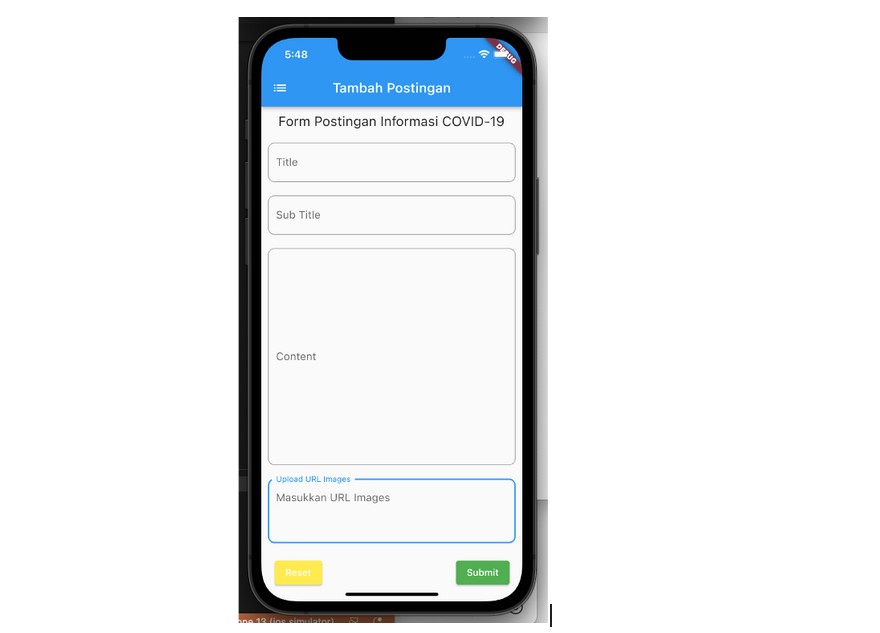 5:48
DEBUG
Tambah Postingan
Form Postingan Informasi COVID-19
Title
Sub Title
Content
Upload URL Images
Masukkan URL Images
Reset
Submit
one 13 (ios simulator)